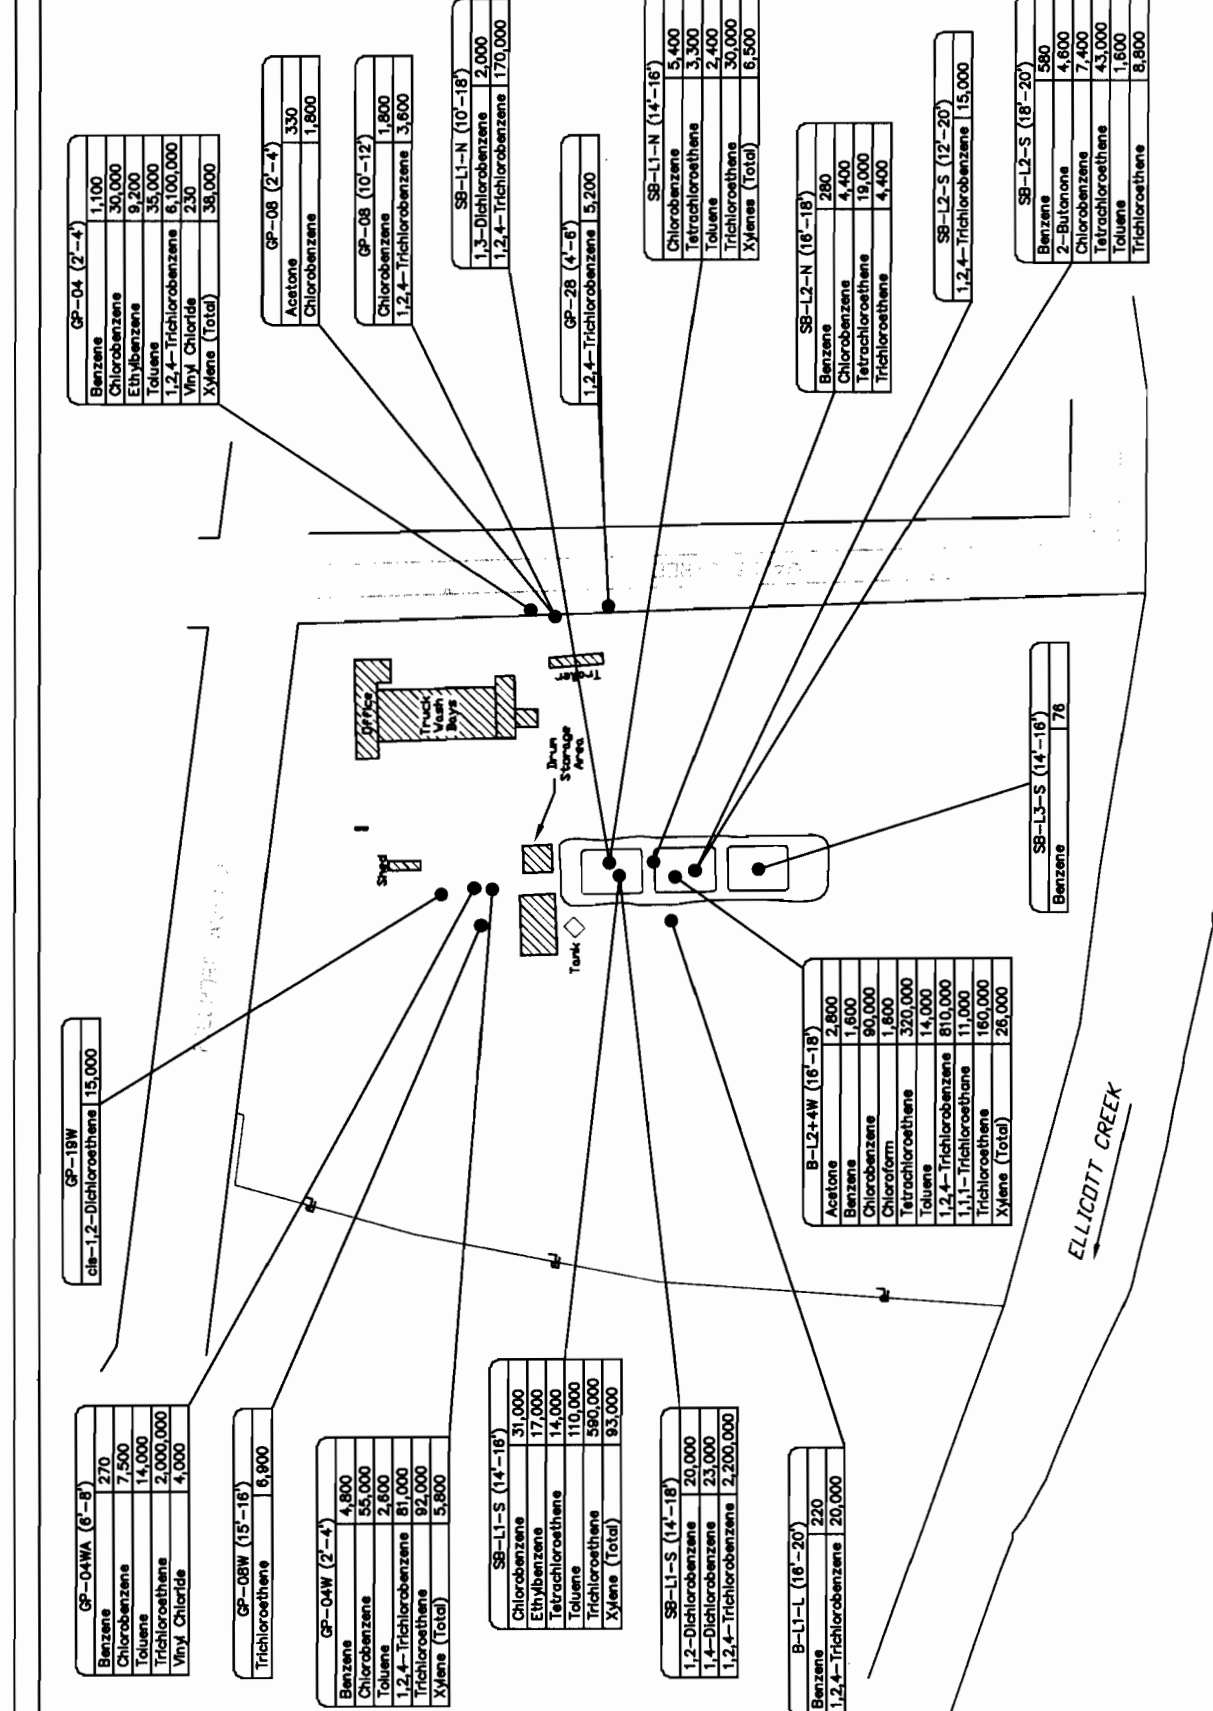 GP-04 (2'-4')
Benzene 1,100
Chlorobenzene 30,000
Ethylbenzene 9,200
Toluene 35,000
1,2,4-Trichlorobenzene 6,100,000
Vinyl Chloride 230
Xylene (Total) 38,000
GP-08 (2'-4')
Acetone 330
Chlorobenzene 1,800
GP-08 (10'-12')
Chlorobenzene 1,800
1,2,4-Trichlorobenzene 3,600
SB-L1-N (10'-18')
1,3-Dichlorobenzene 2,000
1,2,4-Trichlorobenzene 170,000
GP-28 (4'-6')
1,2,4-Trichlorobenzene 5,200
SB-L1-N (14'-16')
Chlorobenzene 5,400
Tetrachloroethene 3,300
Toluene 2,400
Trichloroethene 30,000
Xylenes (Total) 6,500
SB-L2-N (16'-18')
Benzene 280
Chlorobenzene 4,400
Tetrachloroethene 19,000
Trichloroethene 4,400
SB-L2-S (12'-20')
1,2,4-Trichlorobenzene 15,000
SB-L2-S (18'-20')
Benzene 580
2-Butanone 4,600
Chlorobenzene 7,400
Tetrachloroethene 43,000
Toluene 1,600
Trichloroethene 8,800
Office
Truck
Wash
Bays
Trailer
Drum
Storage
Area
Shed
Tank
SB-L3-S (14'-16')
Benzene 76
GP-19W
cis-1,2-Dichloroethene 15,000
B-L2+4W (16'-18')
Acetone 2,800
Benzene 1,600
Chlorobenzene 90,000
Chloroform 1,600
Tetrachloroethene 320,000
Toluene 14,000
1,2,4-Trichlorobenzene 810,000
1,1,1-Trichloroethane 11,000
Trichloroethene 160,000
Xylene (Total) 26,000
ELLICOTT CREEK
GP-04WA (6'-8')
Benzene 270
Chlorobenzene 7,500
Toluene 14,000
Trichloroethene 2,000,000
Vinyl Chloride 4,000
GP-08W (15'-16')
Trichloroethene 6,900
GP-04W (2'-4')
Benzene 4,800
Chlorobenzene 55,000
Toluene 2,600
1,2,4-Trichlorobenzene 81,000
Trichloroethene 92,000
Xylene (Total) 5,800
SB-L1-S (14'-16')
Chlorobenzene 31,000
Ethylbenzene 17,000
Tetrachloroethene 14,000
Toluene 110,000
Trichloroethene 590,000
Xylene (Total) 93,000
SB-L1-S (14'-18')
1,2-Dichlorobenzene 20,000
1,4-Dichlorobenzene 23,000
1,2,4-Trichlorobenzene 2,200,000
B-L1-L (16'-20')
Benzene 220
1,2,4-Trichlorobenzene 20,000